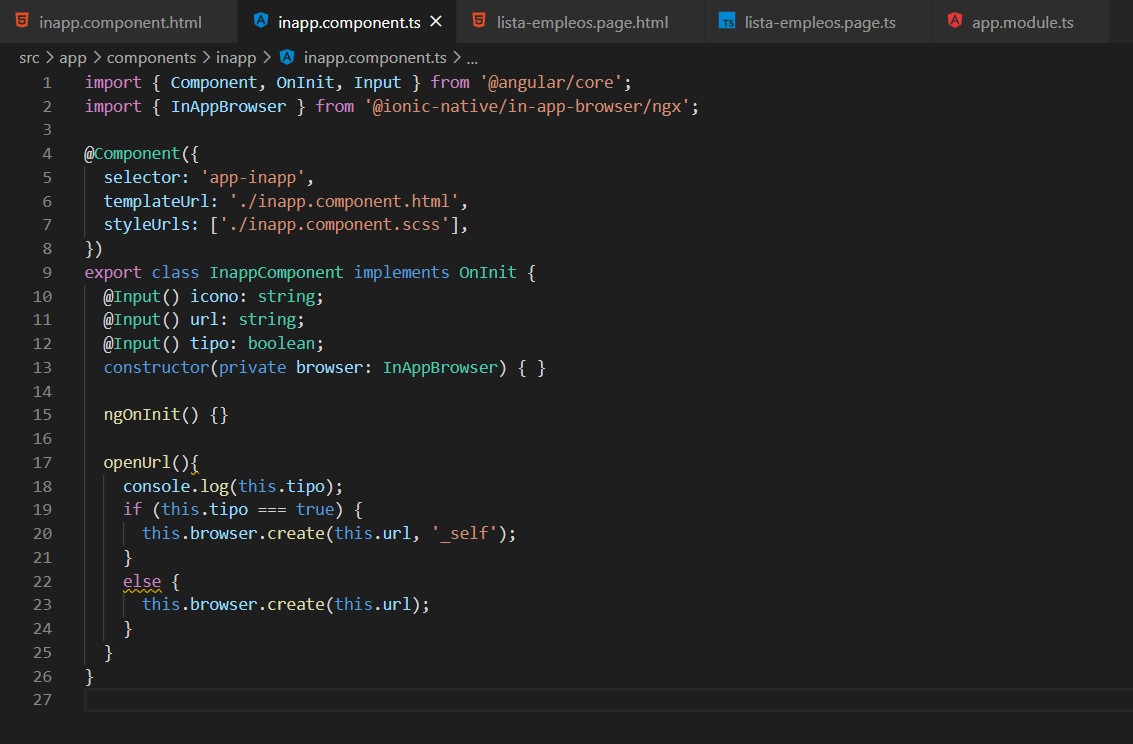 inapp.component.html inapp.component.ts lista-empleos.page.html lista-empleos.page.ts app.module.ts
src > app > components > inapp > inapp.component.ts > ...
1 import { Component, OnInit, Input } from '@angular/core';
2 import { InAppBrowser } from '@ionic-native/in-app-browser/ngx';
3
4 @Component({
5   selector: 'app-inapp',
6   templateUrl: './inapp.component.html',
7   styleUrls: ['./inapp.component.scss'],
8 })
9 export class InappComponent implements OnInit {
10   @Input() icono: string;
11   @Input() url: string;
12   @Input() tipo: boolean;
13   constructor(private browser: InAppBrowser) { }
14
15   ngOnInit() {}
16
17   openUrl(){
18     console.log(this.tipo);
19     if (this.tipo === true) {
20       this.browser.create(this.url, '_self');
21     }
22     else {
23       this.browser.create(this.url);
24     }
25   }
26 }
27